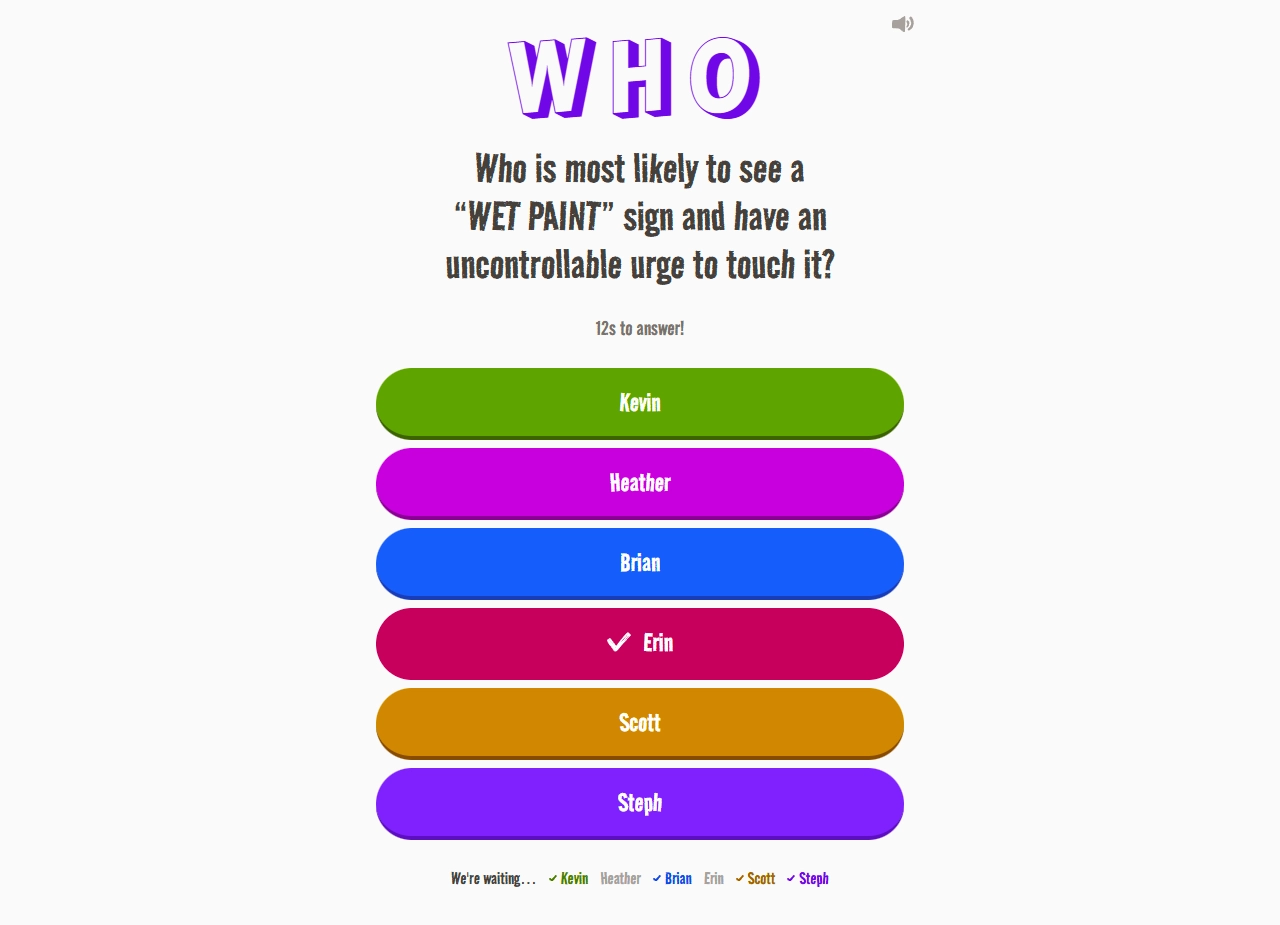 WHO
Who is most likely to see a
“WET PAINT” sign and have an
uncontrollable urge to touch it?
12s to answer!
Kevin
Heather
Brian
Erin
Scott
Steph
We're waiting... Kevin Heather Brian Erin Scott Steph